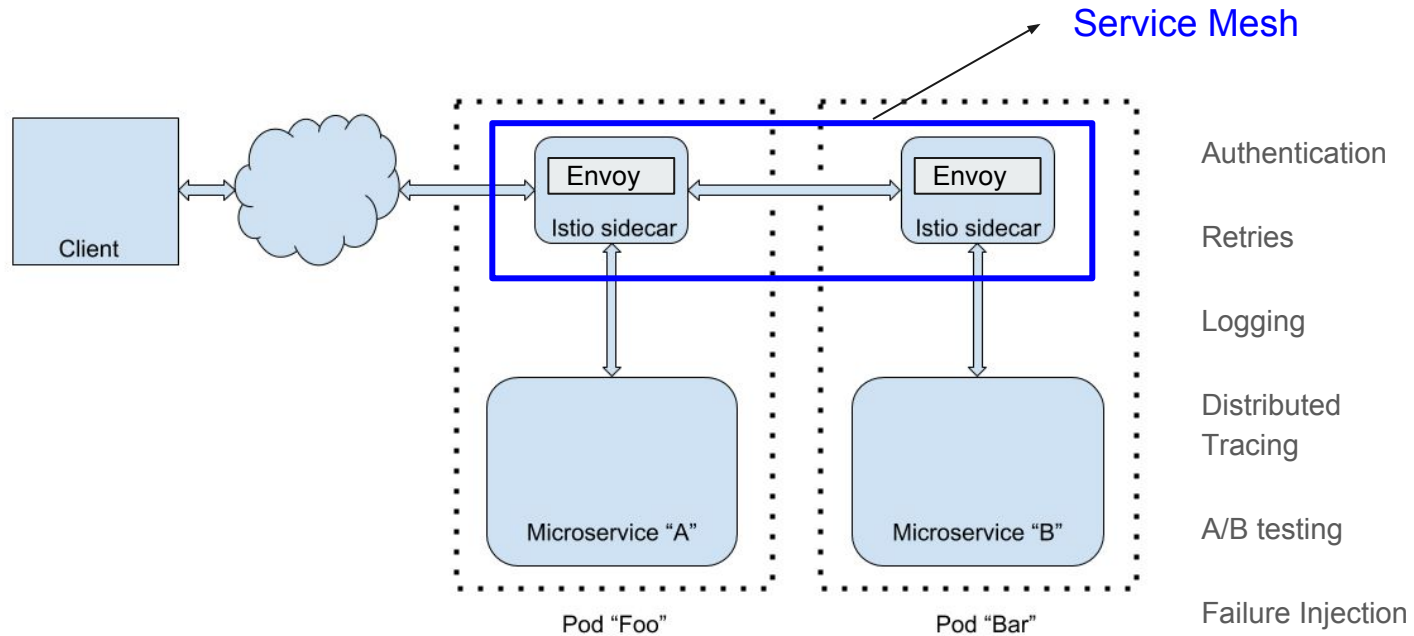 Service Mesh
Envoy
Istio sidecar
Envoy
Istio sidecar
Client
Microservice “A”
Microservice “B”
Pod “Foo”
Pod “Bar”
Authentication
Retries
Logging
Distributed
Tracing
A/B testing
Failure Injection